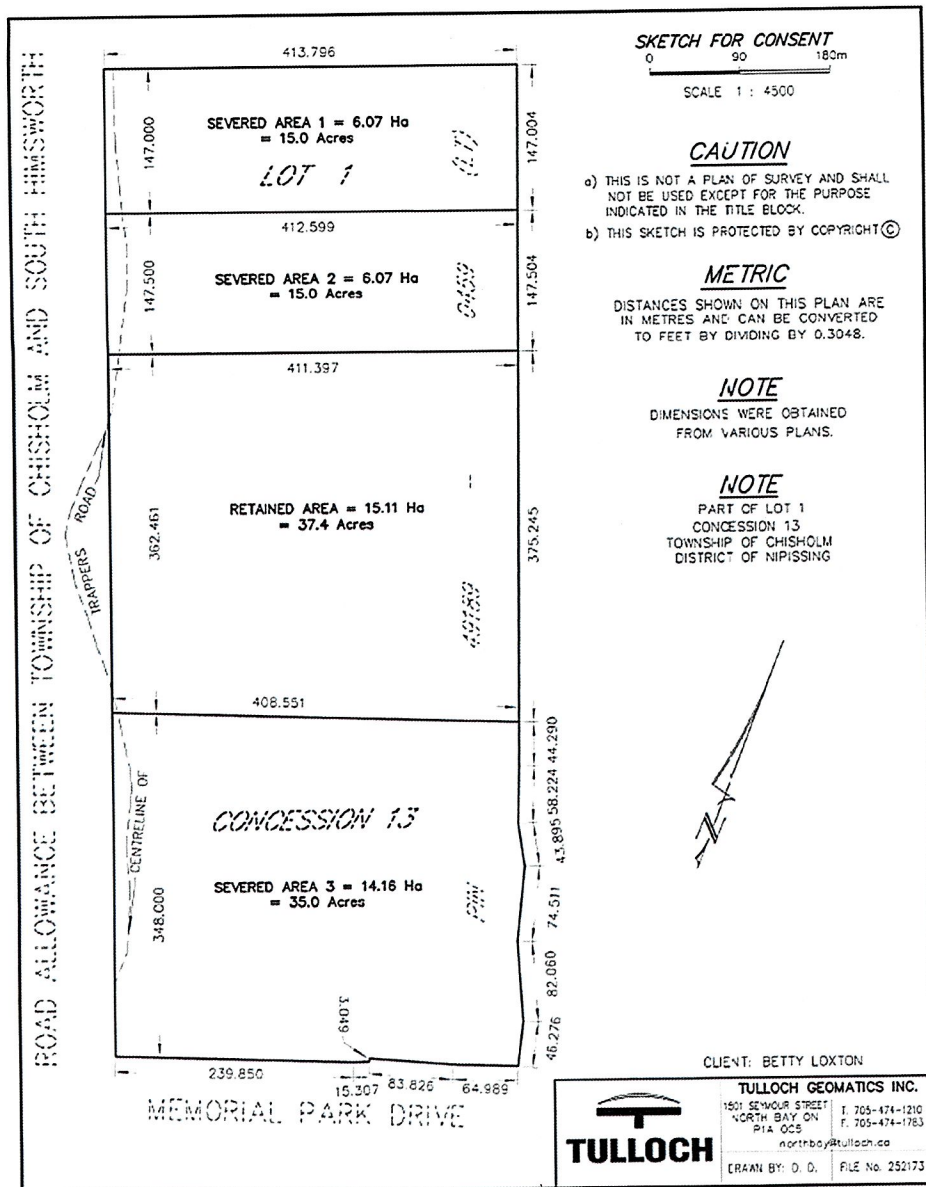 SKETCH FOR CONSENT
0 90 180m
SCALE 1 : 4500
CAUTION
a) THIS IS NOT A PLAN OF SURVEY AND SHALL
NOT BE USED EXCEPT FOR THE PURPOSE
INDICATED IN THE TITLE BLOCK.
b) THIS SKETCH IS PROTECTED BY COPYRIGHT ©
METRIC
DISTANCES SHOWN ON THIS PLAN ARE
IN METRES AND CAN BE CONVERTED
TO FEET BY DIVIDING BY 0.3048.
NOTE
DIMENSIONS WERE OBTAINED
FROM VARIOUS PLANS.
NOTE
PART OF LOT 1
CONCESSION 13
TOWNSHIP OF CHISHOLM
DISTRICT OF NIPISSING
N
ROAD ALLOWANCE BETWEEN TOWNSHIP OF CHISHOLM AND SOUTH HIMSWORTH
413.796
147.000
SEVERED AREA 1 = 6.07 Ha
= 15.0 Acres
LOT 1
(LT)
147.004
412.599
147.500
SEVERED AREA 2 = 6.07 Ha
= 15.0 Acres
0459
147.504
411.397
TRAPPERS ROAD
362.461
RETAINED AREA = 15.11 Ha
= 37.4 Acres
-
49180
375.245
408.551
CENTRELINE OF
348.000
CONCESSION 13
SEVERED AREA 3 = 14.16 Ha
= 35.0 Acres
PIN
44.290
58.224
43.895
74.511
82.060
46.276
3.049
239.850
15.307
83.826
64.989
MEMORIAL PARK DRIVE
CLIENT: BETTY LOXTON
TULLOCH
TULLOCH GEOMATICS INC.
1501 SEYMOUR STREET
NORTH BAY ON
P1A 0C5
T. 705-474-1210
F. 705-474-1783
northbay@tulloch.ca
DRAWN BY: D. D.
FILE No. 252173